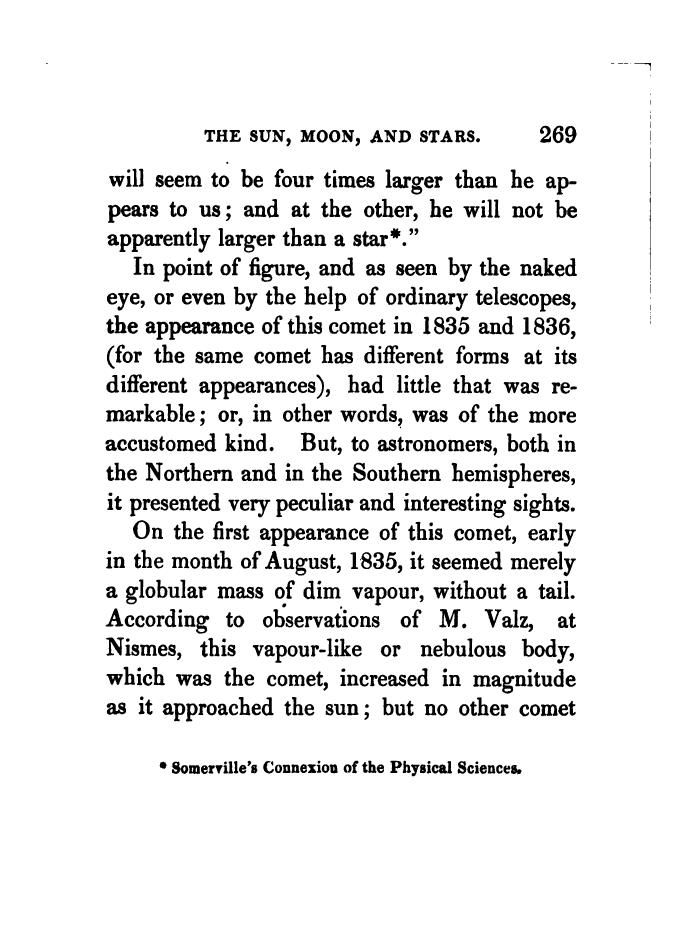 THE SUN, MOON, AND STARS. 269
will seem to be four times larger than he ap-
pears to us; and at the other, he will not be
apparently larger than a star*."
In point of figure, and as seen by the naked
eye, or even by the help of ordinary telescopes,
the appearance of this comet in 1835 and 1836,
(for the same comet has different forms at its
different appearances), had little that was re-
markable; or, in other words, was of the more
accustomed kind. But, to astronomers, both in
the Northern and in the Southern hemispheres,
it presented very peculiar and interesting sights.
On the first appearance of this comet, early
in the month of August, 1835, it seemed merely
a globular mass of dim vapour, without a tail.
According to observations of M. Valz, at
Nismes, this vapour-like or nebulous body,
which was the comet, increased in magnitude
as it approached the sun; but no other comet
* Somerville's Connexion of the Physical Sciences.